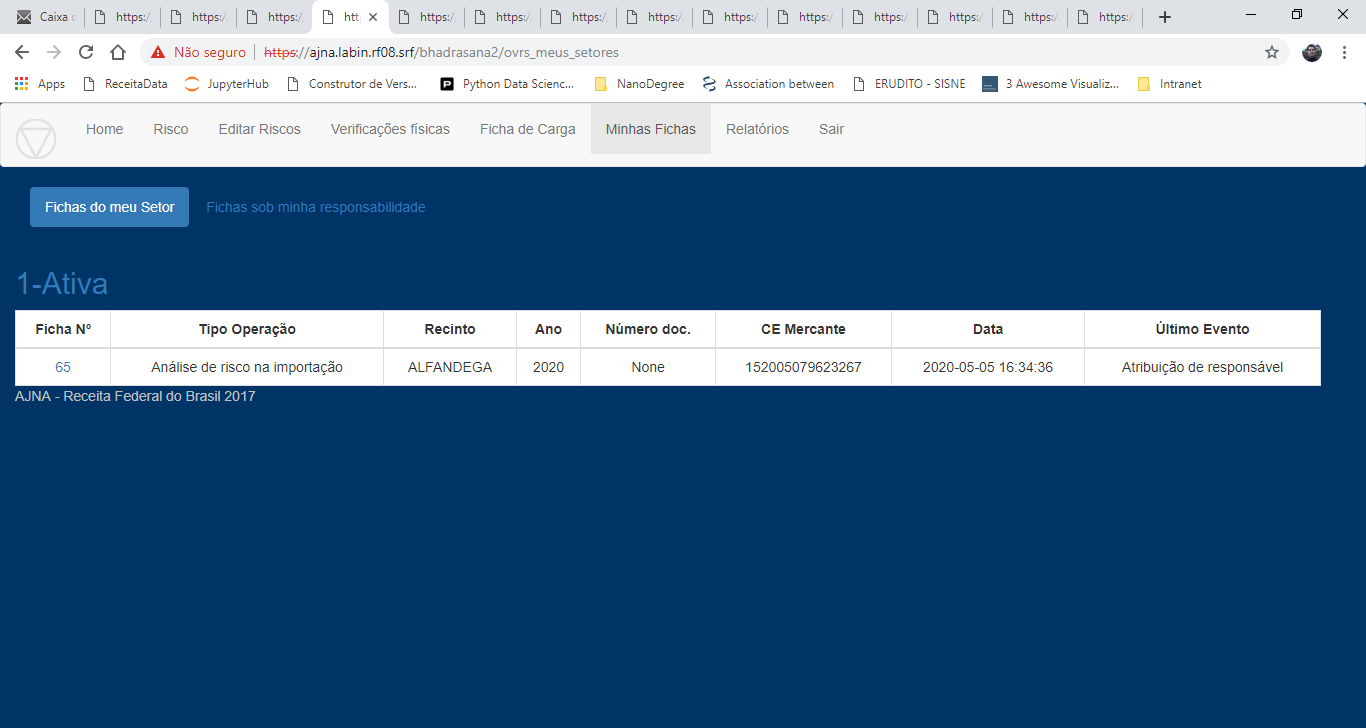 Caixa
https:/
https:/
https:/
htt
https:/
https:/
https:/
https:/
https:/
https:/
https:/
https:/
https:/
https:/
Não seguro
https://ajna.labin.rf08.srf/bhadrasana2/ovrs_meus_setores
Apps ReceitaData JupyterHub Construtor de Vers... Python Data Scienc... NanoDegree Association between ERUDITO - SISNE 3 Awesome Visualiz... Intranet
Home Risco Editar Riscos Verificações físicas Ficha de Carga Minhas Fichas Relatórios Sair
Fichas do meu Setor Fichas sob minha responsabilidade
1-Ativa
Ficha Nº Tipo Operação Recinto Ano Número doc. CE Mercante Data Último Evento
65 Análise de risco na importação ALFANDEGA 2020 None 152005079623267 2020-05-05 16:34:36 Atribuição de responsável
AJNA - Receita Federal do Brasil 2017